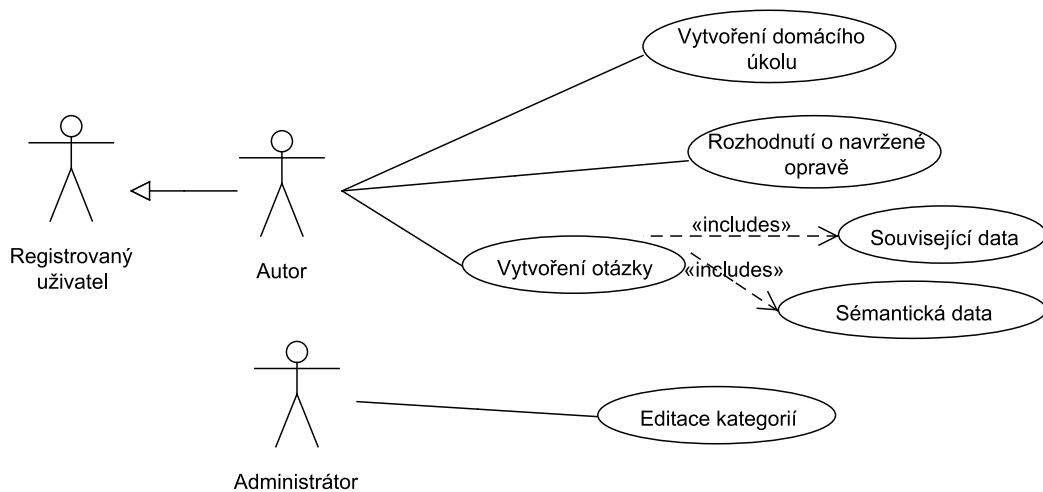 Vytvoření domácího
úkolu
Rozhodnutí o navržené
opravě
Registrovaný
uživatel
Autor
Vytvoření otázky
«includes»
Související data
«includes»
Sémantická data
Administrátor
Editace kategorií